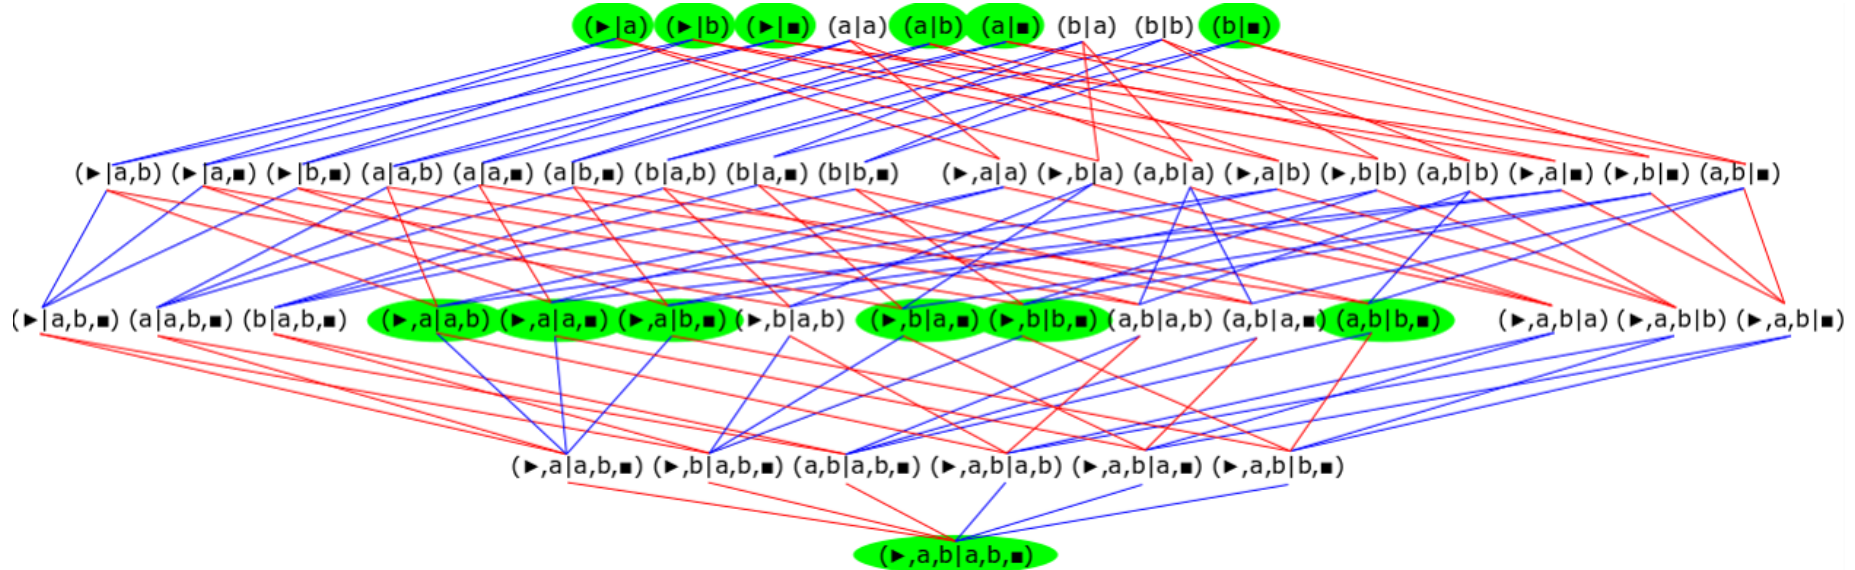 (►|a) (►|b) (►|■) (a|a) (a|b) (a|■) (b|a) (b|b) (b|■)
(►|a,b) (►|a,■) (►|b,■) (a|a,b) (a|a,■) (a|b,■) (b|a,b) (b|a,■) (b|b,■) (►,a|a) (►,b|a) (a,b|a) (►,a|b) (►,b|b) (a,b|b) (►,a|■) (►,b|■) (a,b|■)
(►|a,b,■) (a|a,b,■) (b|a,b,■) (►,a|a,b) (►,a|a,■) (►,a|b,■) (►,b|a,b) (►,b|a,■) (►,b|b,■) (a,b|a,b) (a,b|a,■) (a,b|b,■) (►,a,b|a) (►,a,b|b) (►,a,b|■)
(►,a|a,b,■) (►,b|a,b,■) (a,b|a,b,■) (►,a,b|a,b) (►,a,b|a,■) (►,a,b|b,■)
(►,a,b|a,b,■)